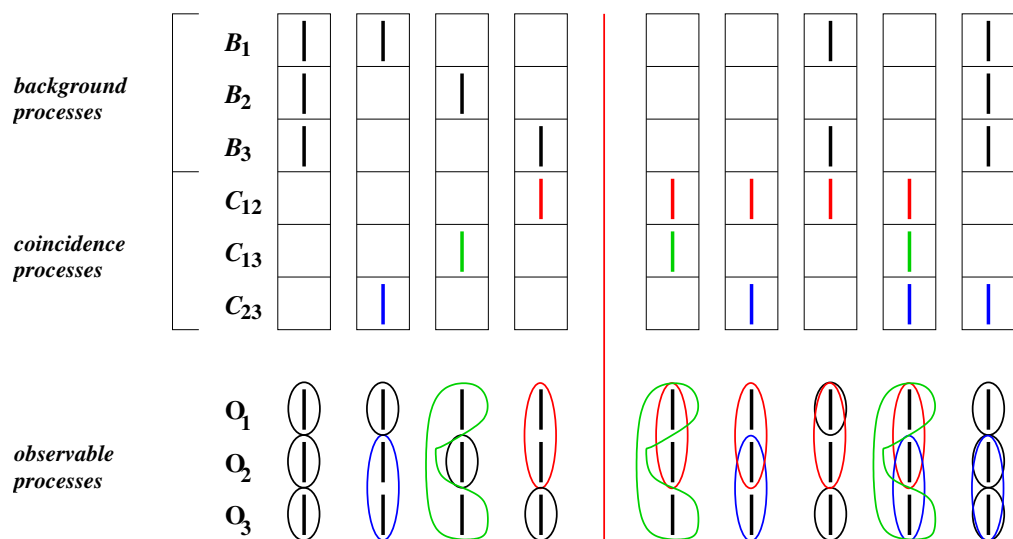 B1
background
processes
B2
B3
C12
coincidence
processes
C13
C23
O1
observable
processes
O2
O3